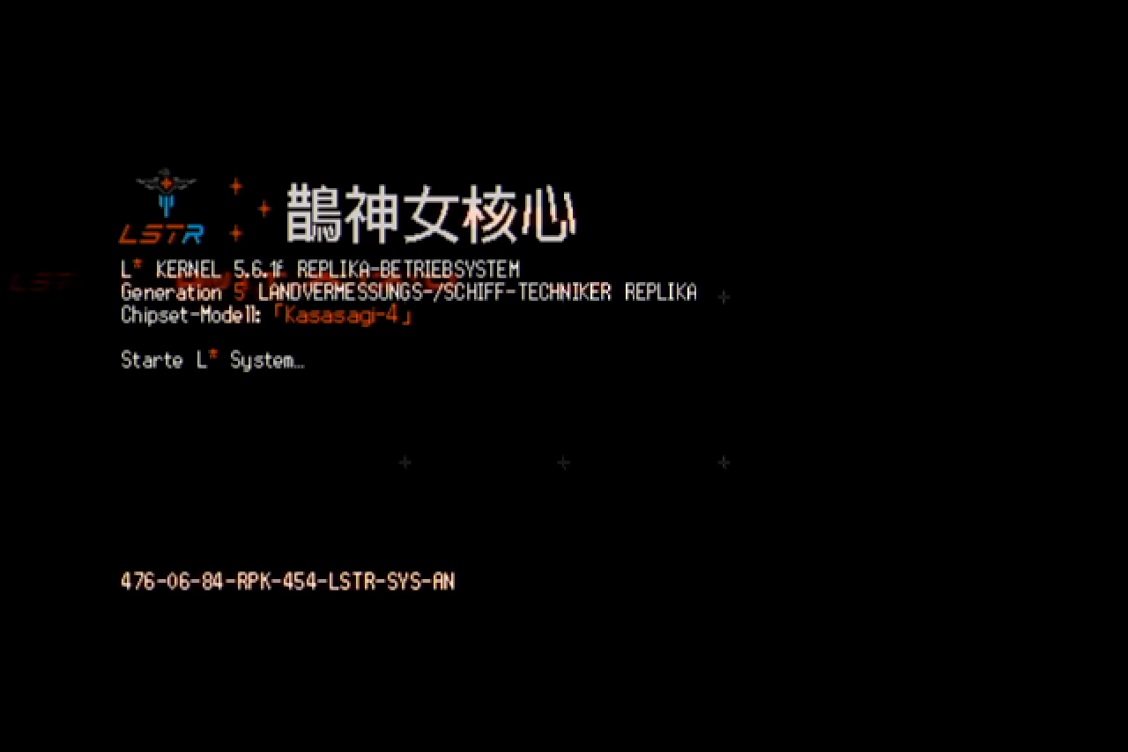 LSTR
鵲神女核心
L* KERNEL 5.6.1f REPLIKA-BETRIEBSYSTEM
Generation 5 LANDVERMESSUNGS-/SCHIFF-TECHNIKER REPLIKA
Chipset-Modell:「Kasasagi-4」
Starte L* System…
476-06-84-RPK-454-LSTR-SYS-AN